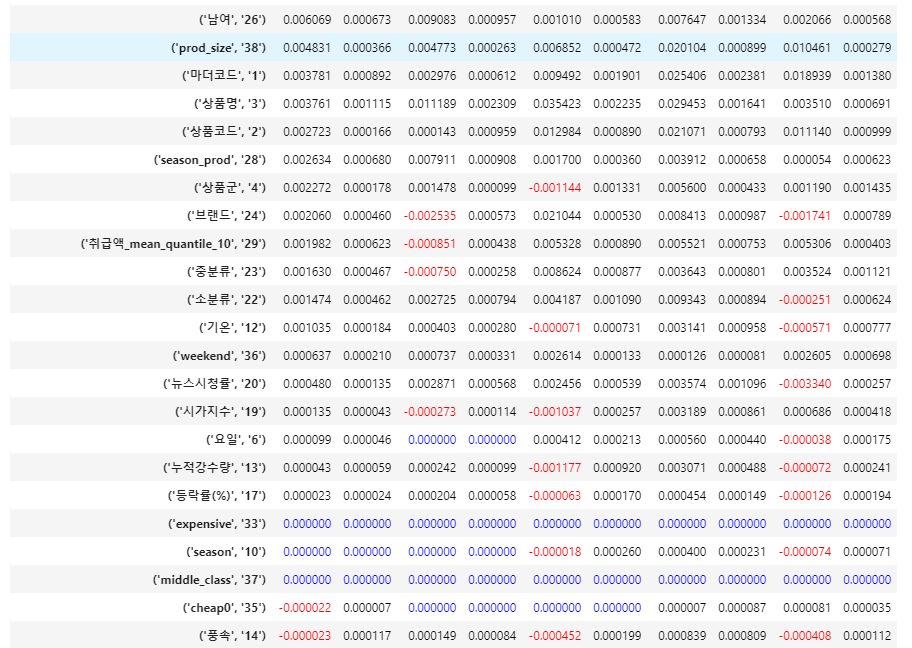 ('남여', '26') 0.006069 0.000673 0.009083 0.000957 0.001010 0.000583 0.007647 0.001334 0.002066 0.000568
('prod_size', '38') 0.004831 0.000366 0.004773 0.000263 0.006852 0.000472 0.020104 0.000899 0.010461 0.000279
('마더코드', '1') 0.003781 0.000892 0.002976 0.000612 0.009492 0.001901 0.025406 0.002381 0.018939 0.001380
('상품명', '3') 0.003761 0.001115 0.011189 0.002309 0.035423 0.002235 0.029453 0.001641 0.003510 0.000691
('상품코드', '2') 0.002723 0.000166 0.000143 0.000959 0.012984 0.000890 0.021071 0.000793 0.011140 0.000999
('season_prod', '28') 0.002634 0.000680 0.007911 0.000908 0.001700 0.000360 0.003912 0.000658 0.000054 0.000623
('상품군', '4') 0.002272 0.000178 0.001478 0.000099 -0.001144 0.001331 0.005600 0.000433 0.001190 0.001435
('브랜드', '24') 0.002060 0.000460 -0.002535 0.000573 0.021044 0.000530 0.008413 0.000987 -0.001741 0.000789
('취급액_mean_quantile_10', '29') 0.001982 0.000623 -0.000851 0.000438 0.005328 0.000890 0.005521 0.000753 0.005306 0.000403
('중분류', '23') 0.001630 0.000467 -0.000750 0.000258 0.008624 0.000877 0.003643 0.000801 0.003524 0.001121
('소분류', '22') 0.001474 0.000462 0.002725 0.000794 0.004187 0.001090 0.009343 0.000894 -0.000251 0.000624
('기온', '12') 0.001035 0.000184 0.000403 0.000280 -0.000071 0.000731 0.003141 0.000958 -0.000571 0.000777
('weekend', '36') 0.000637 0.000210 0.000737 0.000331 0.002614 0.000133 0.000126 0.000081 0.002605 0.000698
('뉴스시청률', '20') 0.000480 0.000135 0.002871 0.000568 0.002456 0.000539 0.003574 0.001096 -0.003340 0.000257
('시가지수', '19') 0.000135 0.000043 -0.000273 0.000114 -0.001037 0.000257 0.003189 0.000861 0.000686 0.000418
('요일', '6') 0.000099 0.000046 0.000000 0.000000 0.000412 0.000213 0.000560 0.000440 -0.000038 0.000175
('누적강수량', '13') 0.000043 0.000059 0.000242 0.000099 -0.001177 0.000920 0.003071 0.000488 -0.000072 0.000241
('등락률(%)', '17') 0.000023 0.000024 0.000204 0.000058 -0.000063 0.000170 0.000454 0.000149 -0.000126 0.000194
('expensive', '33') 0.000000 0.000000 0.000000 0.000000 0.000000 0.000000 0.000000 0.000000 0.000000 0.000000
('season', '10') 0.000000 0.000000 0.000000 0.000000 -0.000018 0.000260 0.000400 0.000231 -0.000074 0.000071
('middle_class', '37') 0.000000 0.000000 0.000000 0.000000 0.000000 0.000000 0.000000 0.000000 0.000000 0.000000
('cheap0', '35') -0.000022 0.000007 0.000000 0.000000 0.000000 0.000000 0.000007 0.000087 0.000081 0.000035
('풍속', '14') -0.000023 0.000117 0.000149 0.000084 -0.000452 0.000199 0.000839 0.000809 -0.000408 0.000112